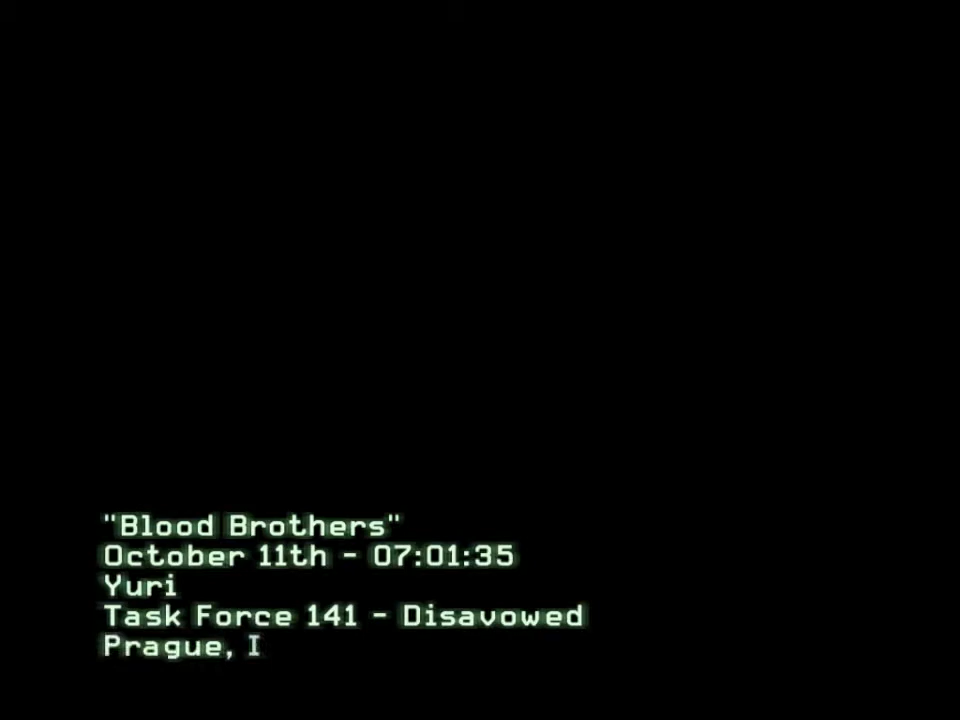 "Blood Brothers"
October 11th - 07:01:35
Yuri
Task Force 141 - Disavowed
Prague, I